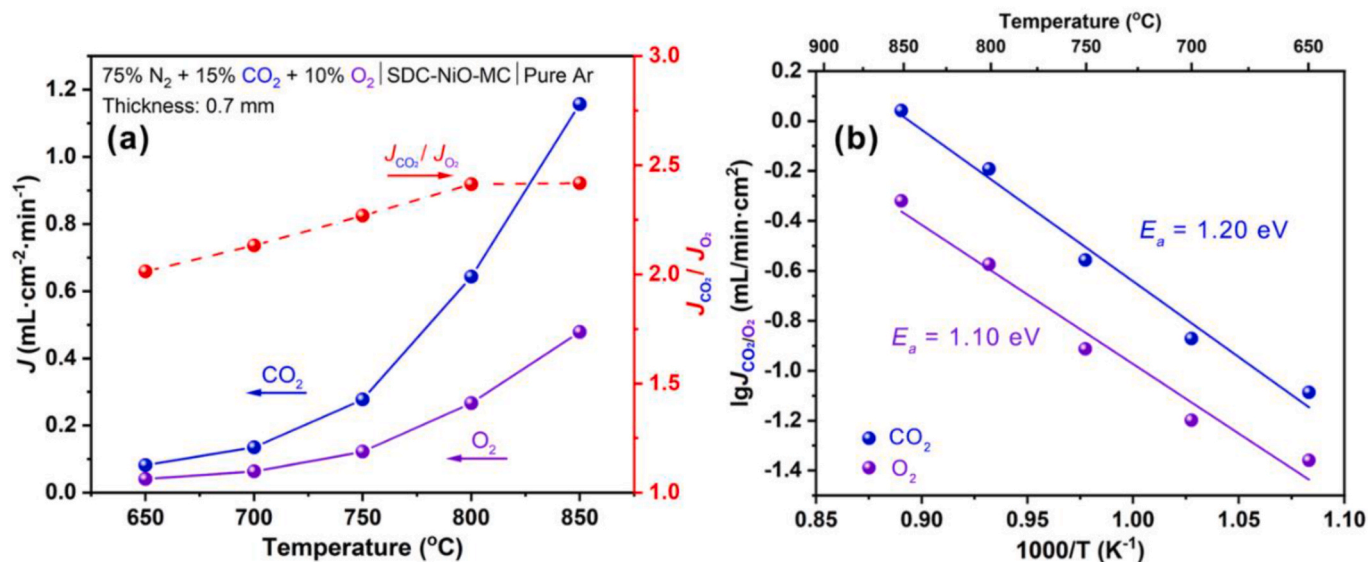 75% N₂ + 15% CO₂ + 10% O₂ | SDC-NiO-MC | Pure Ar
Thickness: 0.7 mm
(a)
J_CO₂ / J_O₂
CO₂
O₂
J (mL·cm⁻²·min⁻¹)
0.0
0.2
0.4
0.6
0.8
1.0
1.2
650
700
750
800
850
Temperature (°C)
1.0
1.5
2.0
2.5
3.0
J_CO₂ / J_O₂
Temperature (°C)
900
850
800
750
700
650
(b)
E_a = 1.20 eV
E_a = 1.10 eV
CO₂
O₂
lgJ_CO₂/O₂ (mL/min·cm²)
0.2
0.0
-0.2
-0.4
-0.6
-0.8
-1.0
-1.2
-1.4
0.85
0.90
0.95
1.00
1.05
1.10
1000/T (K⁻¹)